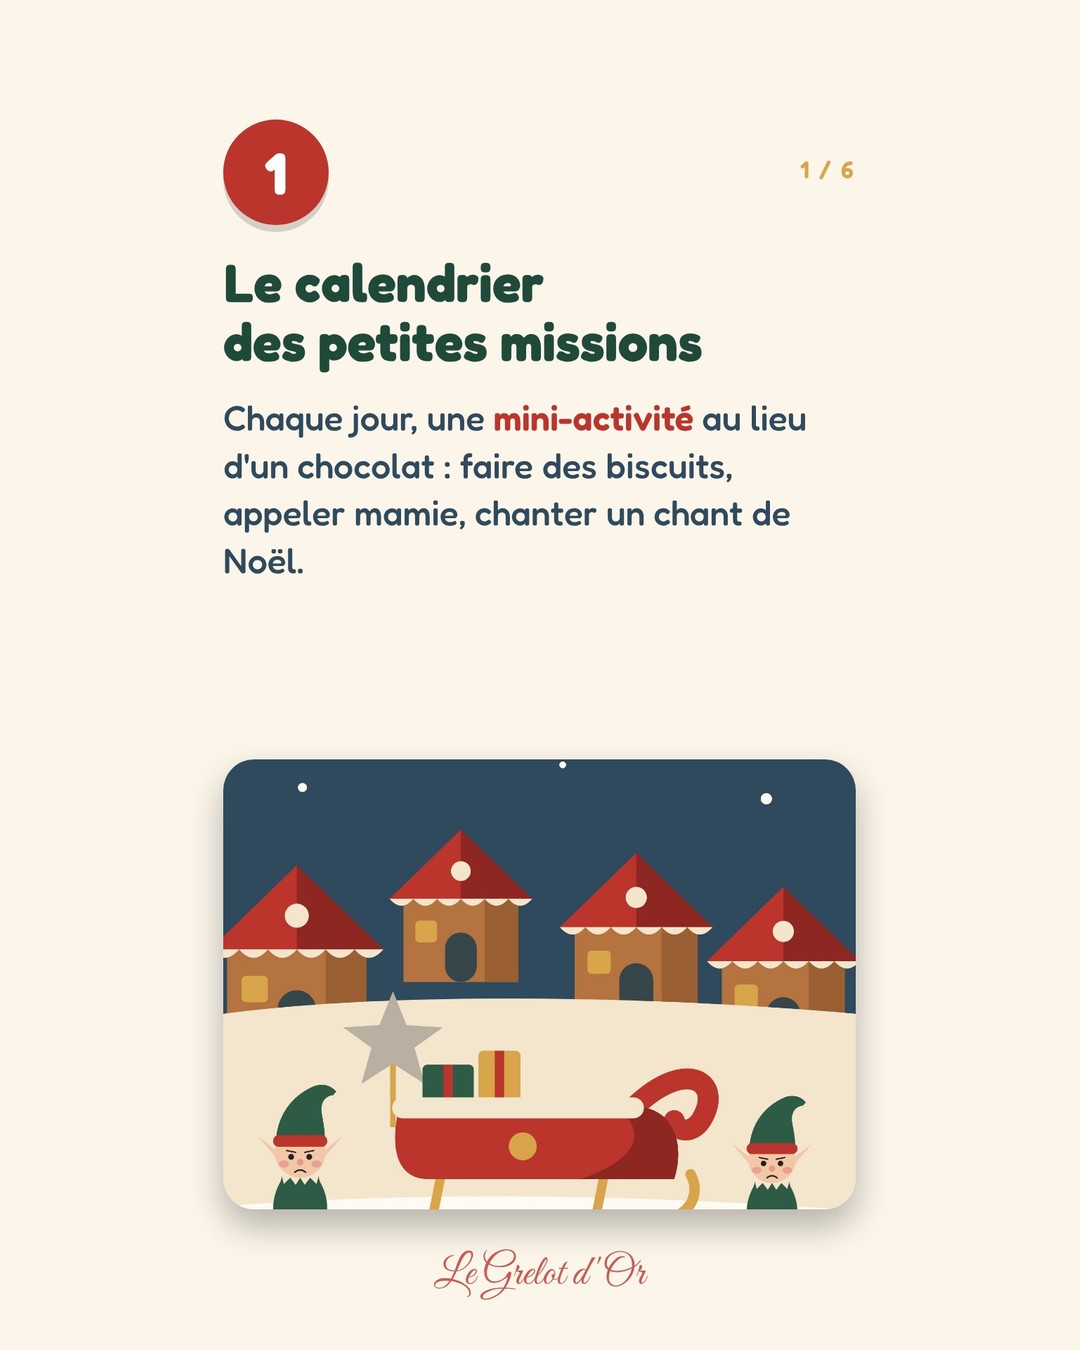 1
1 / 6
Le calendrier
des petites missions
Chaque jour, une mini-activité au lieu
d'un chocolat : faire des biscuits,
appeler mamie, chanter un chant de
Noël.
Le Grelot d'Or